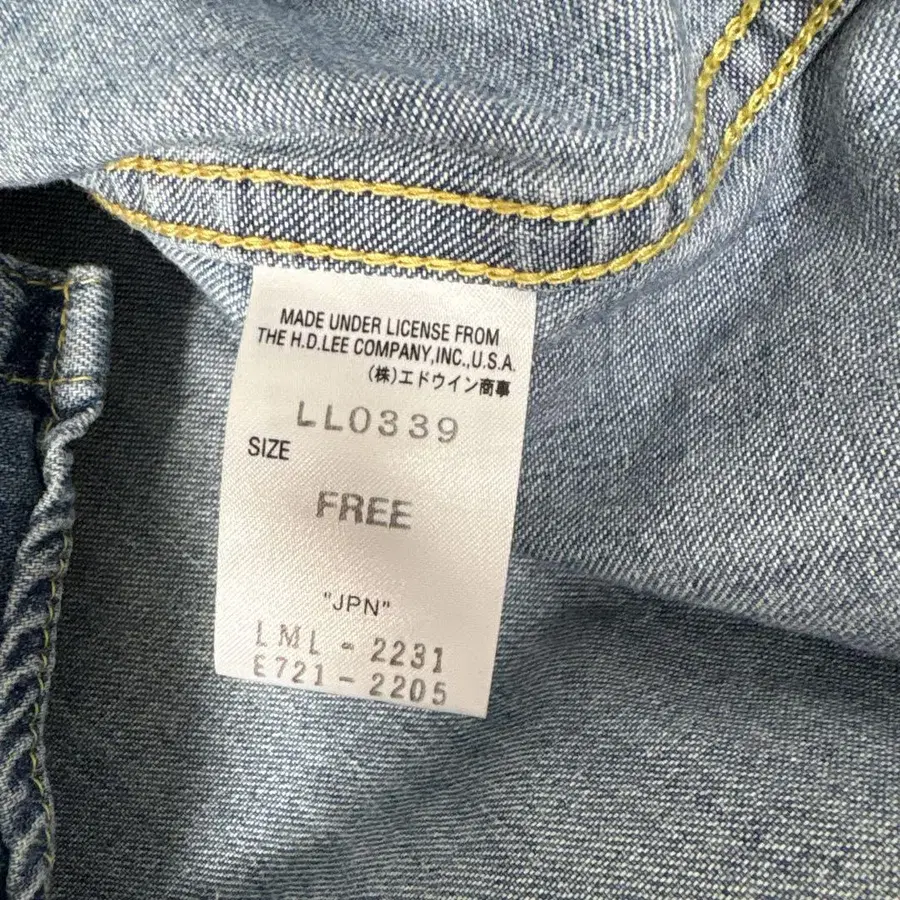 MADE UNDER LICENSE FROM
THE H.D.LEE COMPANY,INC.,U.S.A.
(株)エドウイン商事
LL0339
SIZE
FREE
"JPN"
LML - 2231
E721 - 2205